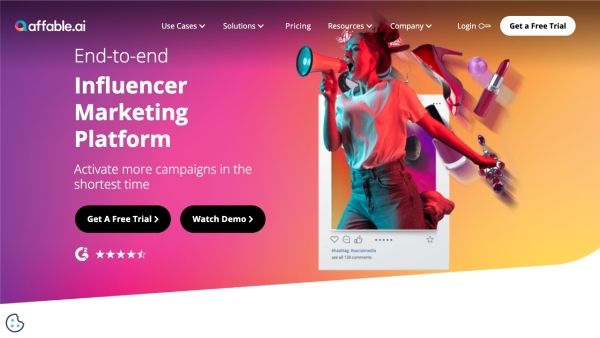 affable.ai
Use Cases
Solutions
Pricing
Resources
Company
Login
Get a Free Trial
End-to-end
Influencer
Marketing
Platform
Activate more campaigns in the
shortest time
Get A Free Trial
Watch Demo
#hashtag #socialmedia
see all 128 comments